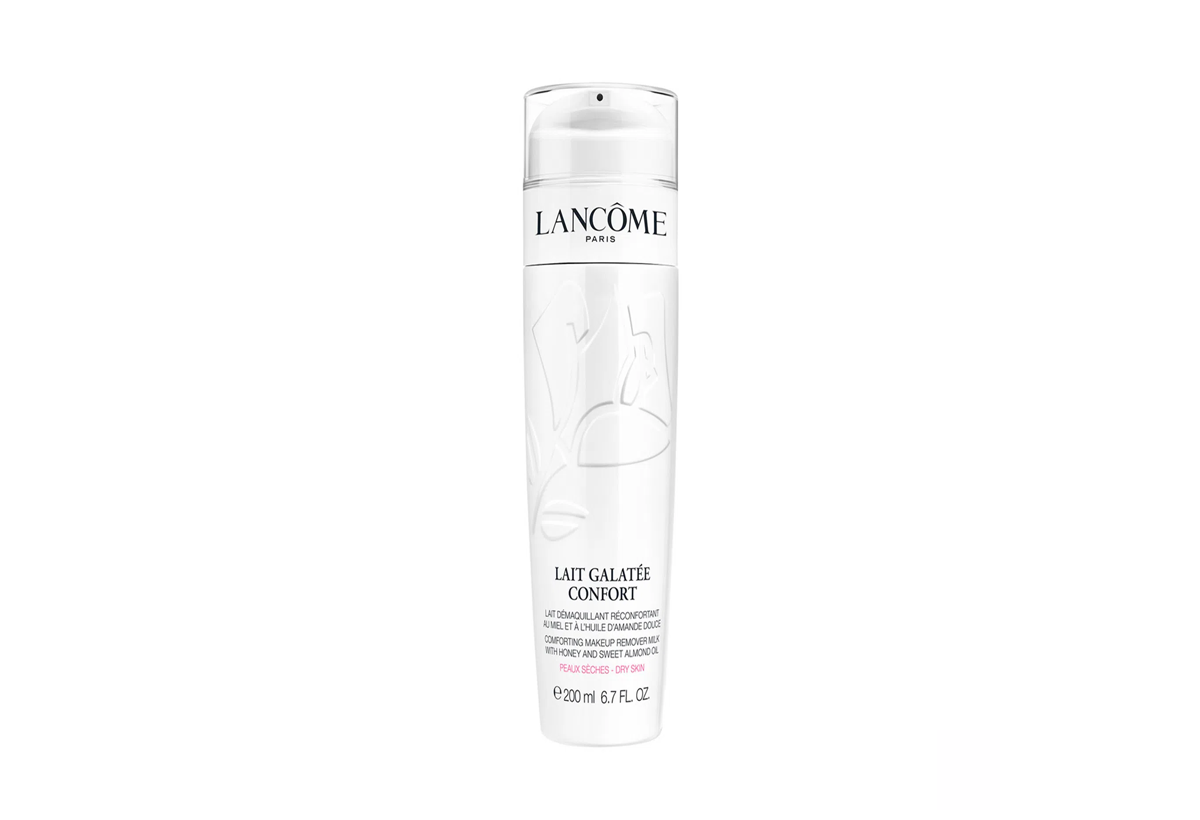 LANCÔME
PARIS
LAIT GALATÉE
CONFORT
LAIT DÉMAQUILLANT RÉCONFORTANT
AU MIEL ET À L'HUILE D'AMANDE DOUCE
COMFORTING MAKEUP REMOVER MILK
WITH HONEY AND SWEET ALMOND OIL
PEAUX SÈCHES - DRY SKIN
℮ 200 ml 6.7 FL. OZ.